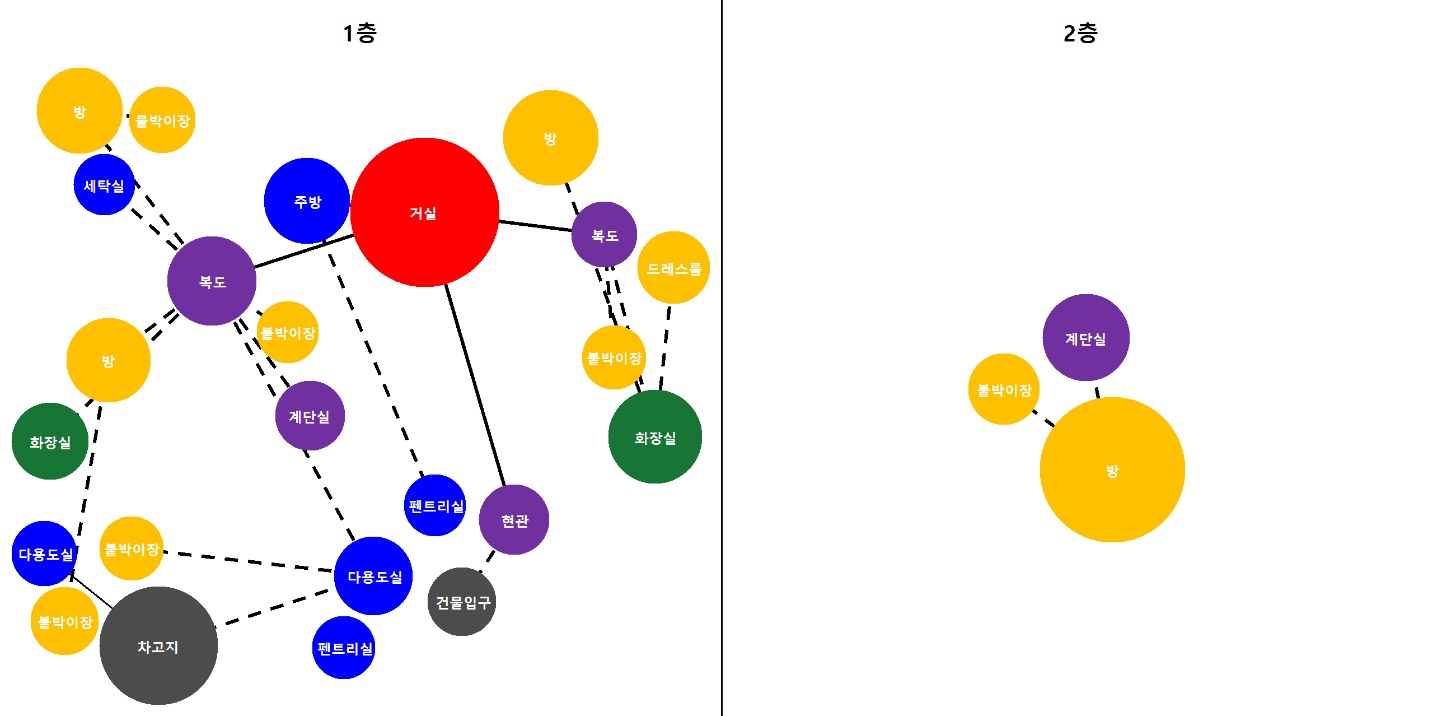 1층
방
붙박이장
세탁실
주방
거실
방
복도
드레스룸
복도
방
붙박이장
붙박이장
계단실
화장실
화장실
펜트리실
현관
다용도실
붙박이장
다용도실
건물입구
붙박이장
차고지
펜트리실
2층
계단실
붙박이장
방